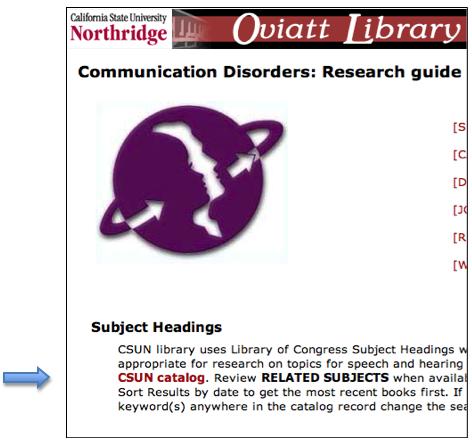 California State University
Northridge
Oviatt Library
Communication Disorders: Research guide
[S
[C
[D
[JO
[R
[W
Subject Headings
CSUN library uses Library of Congress Subject Headings w
appropriate for research on topics for speech and hearing
CSUN catalog. Review RELATED SUBJECTS when availa
Sort Results by date to get the most recent books first. If
keyword(s) anywhere in the catalog record change the sea